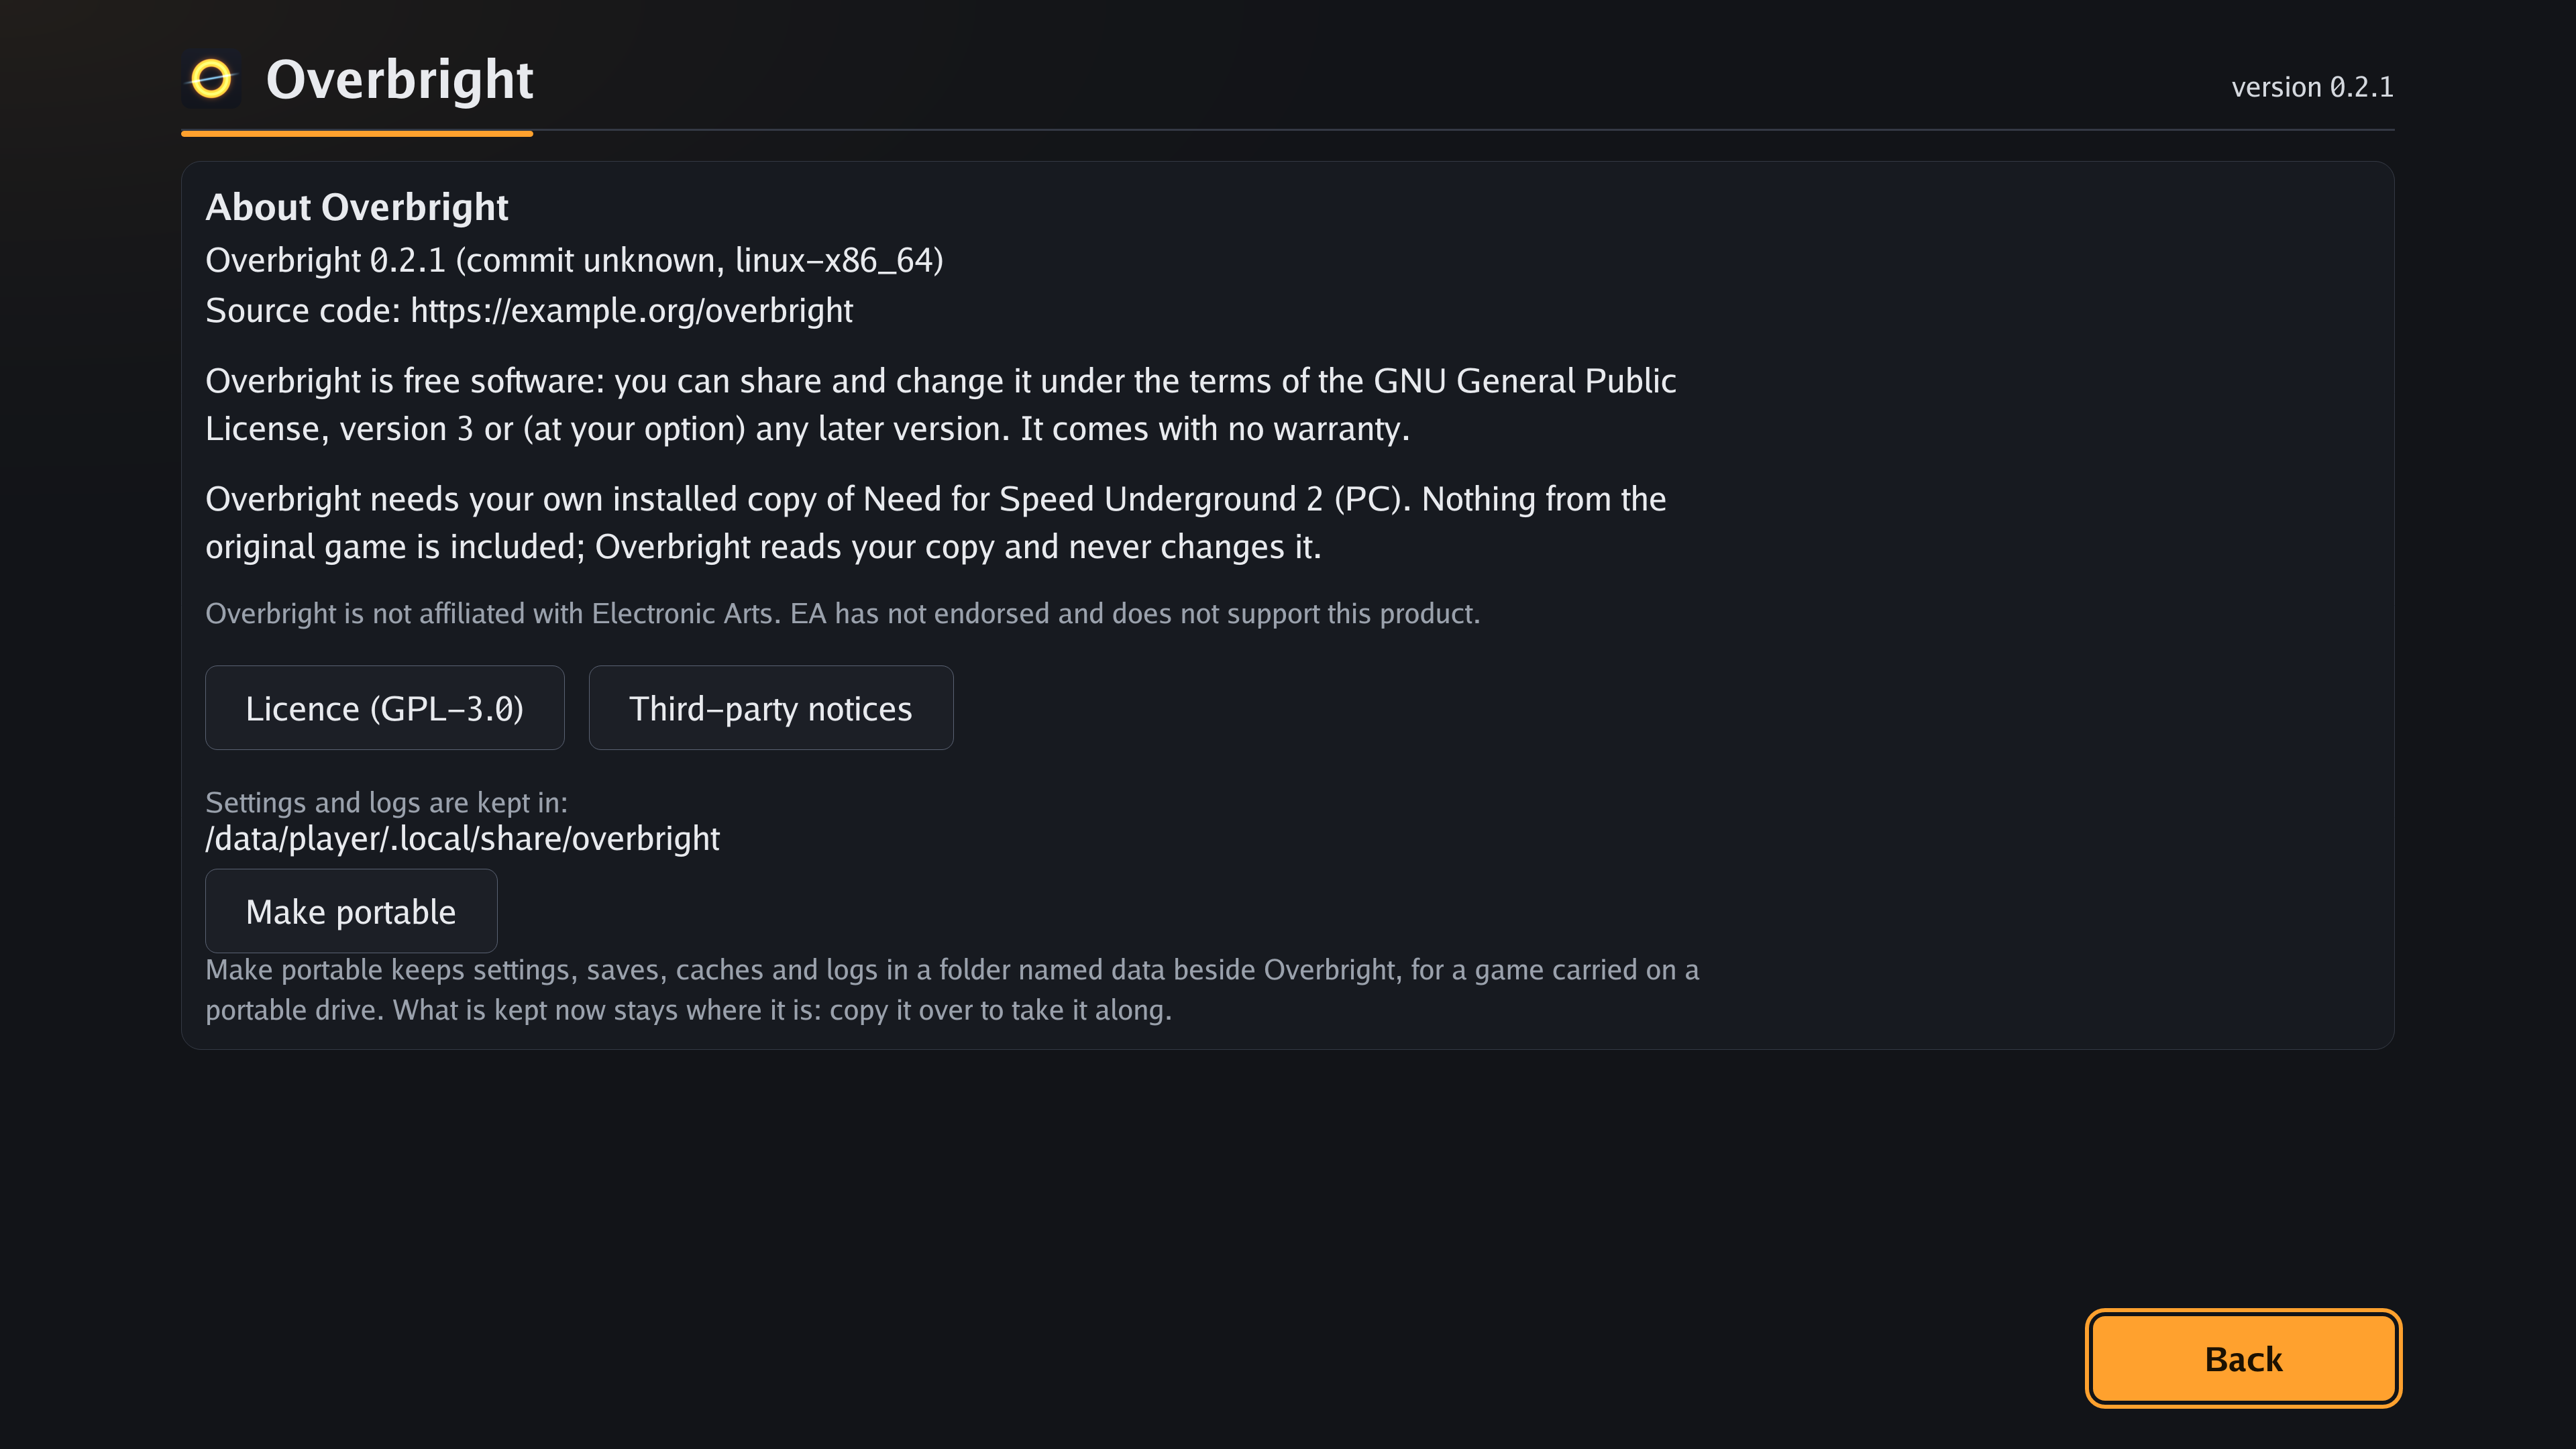 Overbright
version 0.2.1
About Overbright
Overbright 0.2.1 (commit unknown, linux-x86_64)
Source code: https://example.org/overbright
Overbright is free software: you can share and change it under the terms of the GNU General Public
License, version 3 or (at your option) any later version. It comes with no warranty.
Overbright needs your own installed copy of Need for Speed Underground 2 (PC). Nothing from the
original game is included; Overbright reads your copy and never changes it.
Overbright is not affiliated with Electronic Arts. EA has not endorsed and does not support this product.
Licence (GPL-3.0)
Third-party notices
Settings and logs are kept in:
/data/player/.local/share/overbright
Make portable
Make portable keeps settings, saves, caches and logs in a folder named data beside Overbright, for a game carried on a
portable drive. What is kept now stays where it is: copy it over to take it along.
Back